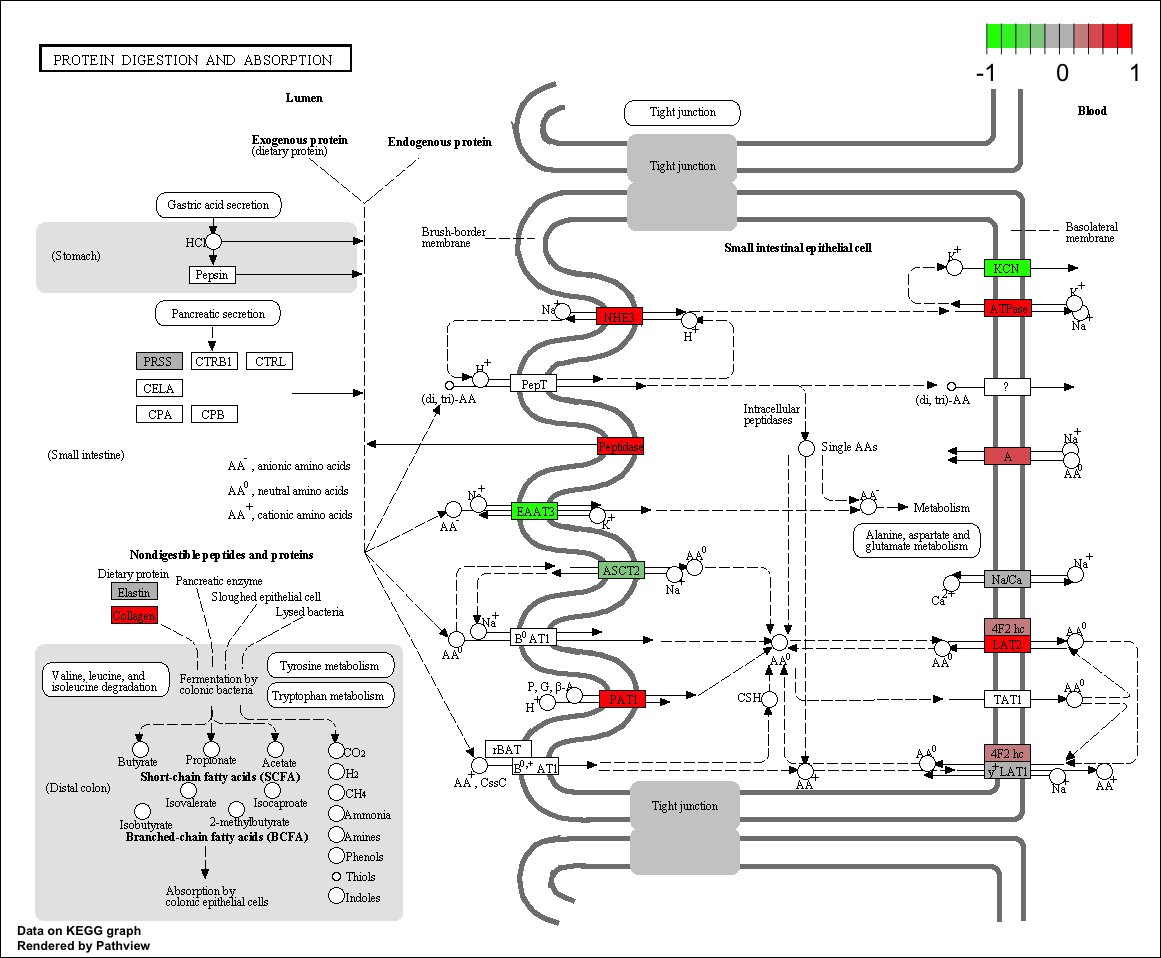 PROTEIN DIGESTION AND ABSORPTION
-1 0 1
Lumen
Blood
Tight junction
Exogenous protein
(dietary protein)
Endogenous protein
Tight junction
Gastric acid secretion
Brush-border
membrane
Small intestinal epithelial cell
Basolateral
membrane
HCl
(Stomach)
Pepsin
K+
KCN
Pancreatic secretion
Na+
NHE3
H+
ATPase
K+
Na+
PRSS
CTRB1
CTRL
CELA
CPA
CPB
H+
PepT
(di, tri)-AA
(di, tri)-AA
?
Intracellular
peptidases
Peptidase
Single AAs
A
Na+
AA0
(Small intestine)
AA-, anionic amino acids
AA0, neutral amino acids
AA+, cationic amino acids
Na+
AA-
EAAT3
K+
AA-
Metabolism
Alanine, aspartate and
glutamate metabolism
Nondigestible peptides and proteins
Dietary protein
Elastin
Collagen
Pancreatic enzyme
Sloughed epithelial cell
Lysed bacteria
ASCT2
AA0
Na+
Na/Ca
Na+
Ca2+
Na+
AA0
B0 AT1
AA0
AA0
4F2 hc
LAT2
AA0
Valine, leucine, and
isoleucine degradation
Fermentation by
colonic bacteria
Tyrosine metabolism
Tryptophan metabolism
P, G, β-A
H+
PAT1
CSH
TAT1
AA0
Butyrate
Propionate
Acetate
CO2
Short-chain fatty acids (SCFA)
H2
rBAT
B0,+ AT1
AA+, CssC
AA+
AA0
4F2 hc
y+LAT1
Na+
AA+
(Distal colon)
Isovalerate
Isocaproate
CH4
Isobutyrate
2-methylbutyrate
Ammonia
Branched-chain fatty acids (BCFA)
Amines
Phenols
Thiols
Indoles
Tight junction
Absorption by
colonic epithelial cells
Data on KEGG graph
Rendered by Pathview